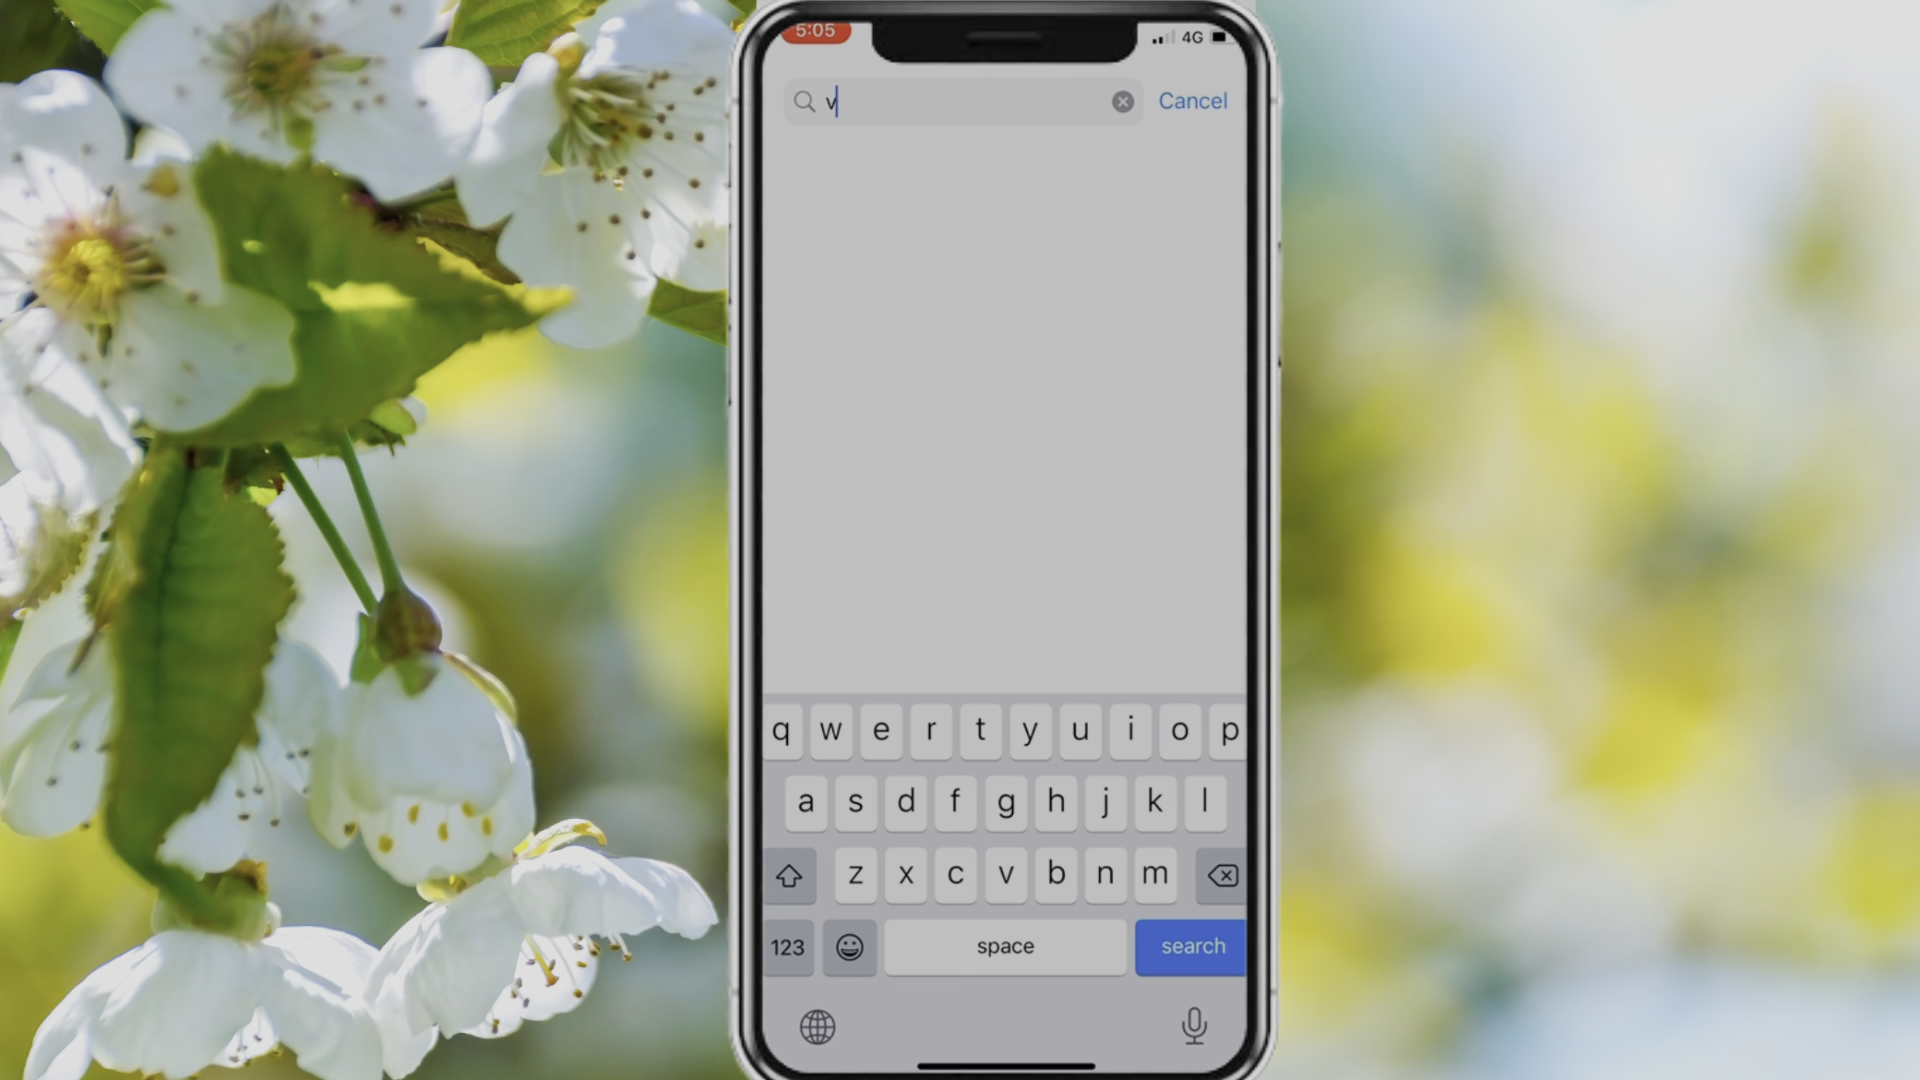 5:05
4G
v
Cancel
q w e r t y u i o p
a s d f g h j k l
z x c v b n m
123
space
search